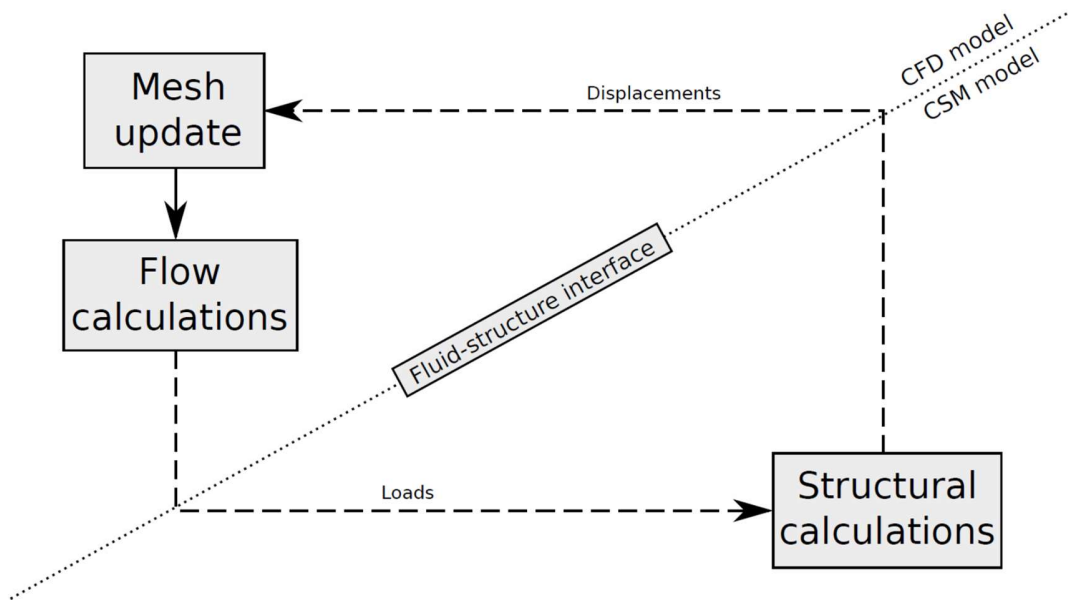 CFD model
CSM model
Mesh
update
Displacements
Flow
calculations
Fluid-structure interface
Loads
Structural
calculations